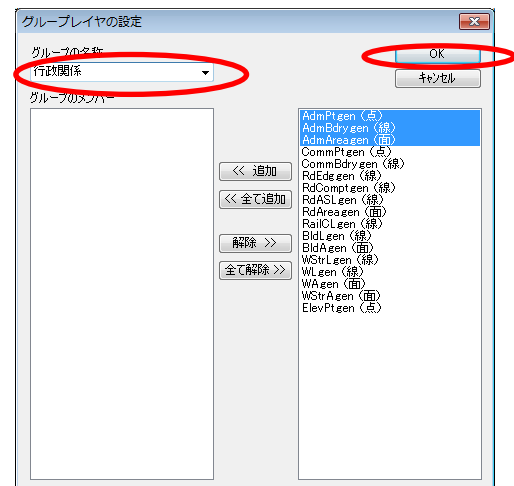 グループレイヤの設定
グループの名称
行政関係
OK
キャンセル
グループのメンバー
<< 追加
<< 全て追加
解除 >>
全て解除 >>
AdmPtgen (点)
AdmBdrygen (線)
AdmAreagen (面)
CommPtgen (点)
CommBdrygen (線)
RdEdggen (線)
RdComptgen (線)
RdASLgen (線)
RdAreagen (面)
RailCLgen (線)
BldLgen (線)
BldAgen (面)
WStrLgen (線)
WLgen (線)
WAgen (面)
WStrAgen (面)
ElevPtgen (点)